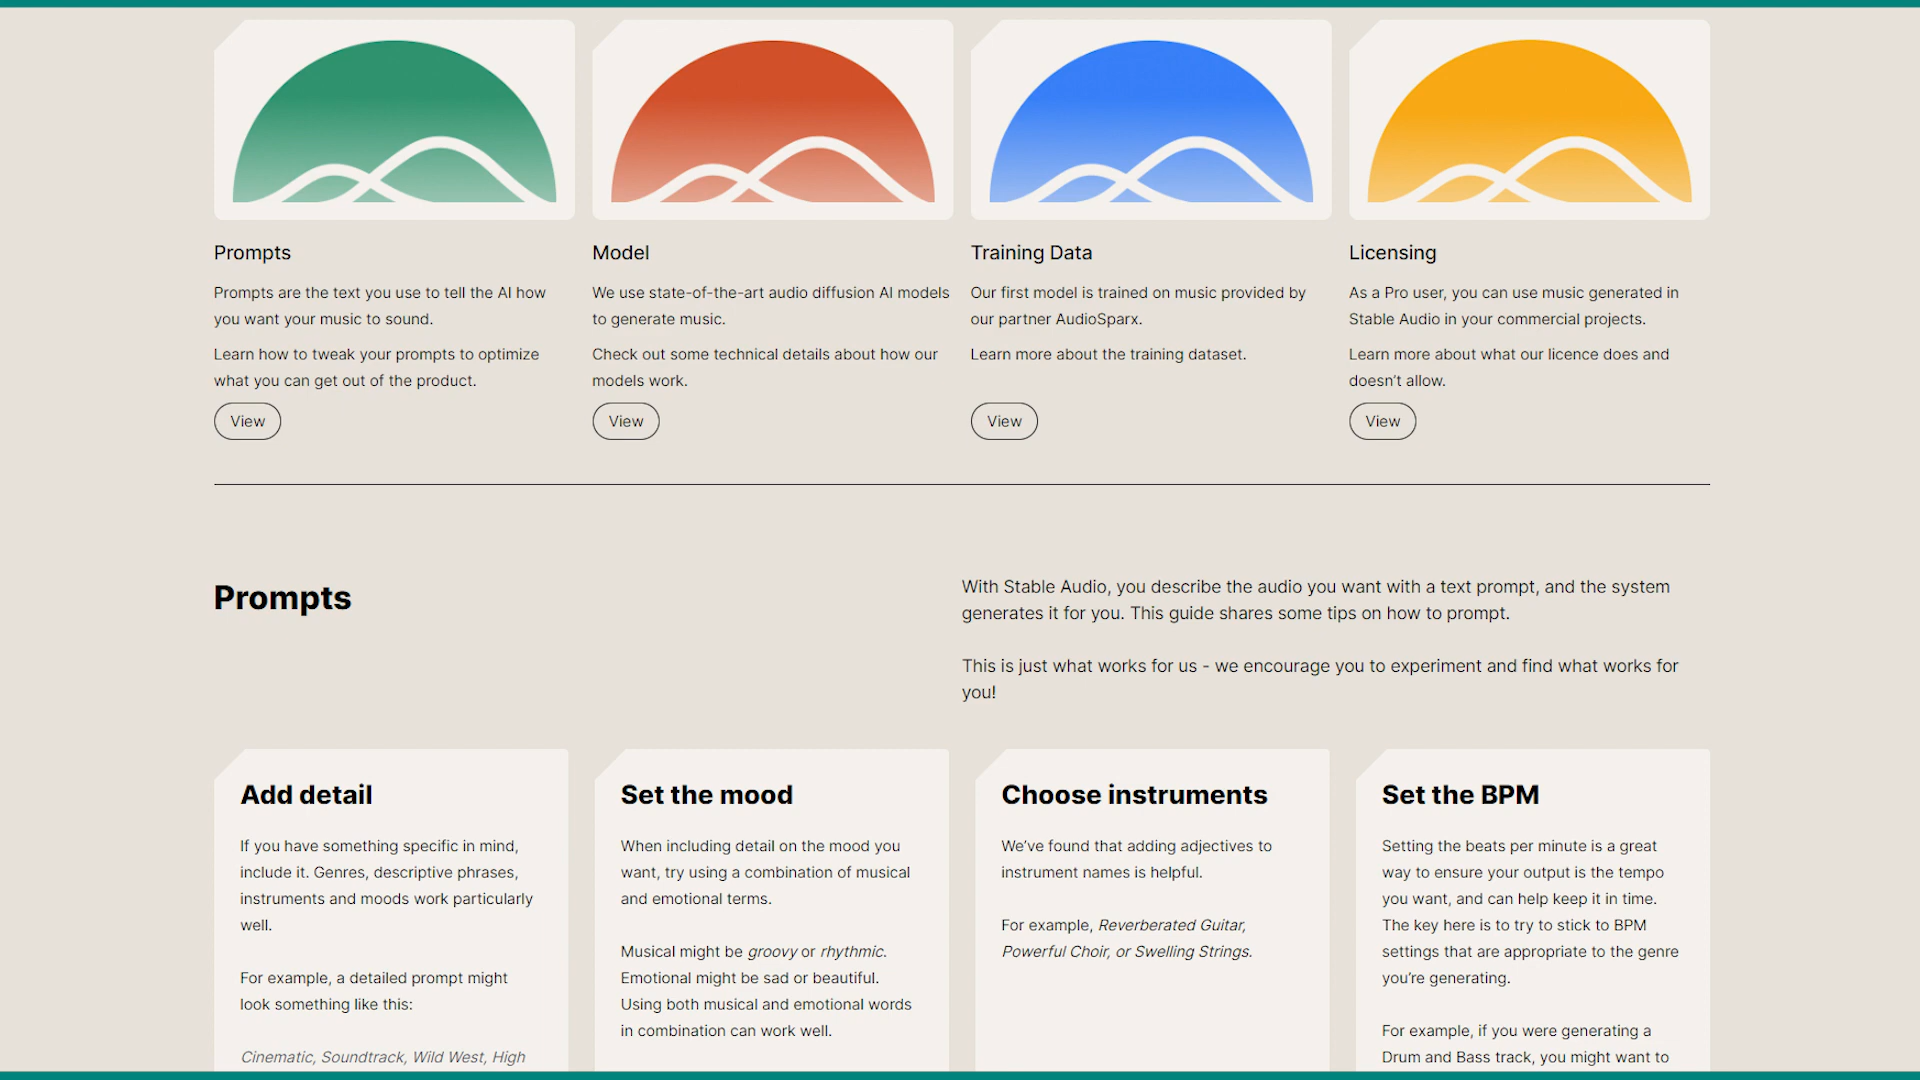 Prompts
Prompts are the text you use to tell the AI how
you want your music to sound.
Learn how to tweak your prompts to optimize
what you can get out of the product.
View
Model
We use state-of-the-art audio diffusion AI models
to generate music.
Check out some technical details about how our
models work.
View
Training Data
Our first model is trained on music provided by
our partner AudioSparx.
Learn more about the training dataset.
View
Licensing
As a Pro user, you can use music generated in
Stable Audio in your commercial projects.
Learn more about what our licence does and
doesn’t allow.
View
Prompts
With Stable Audio, you describe the audio you want with a text prompt, and the system
generates it for you. This guide shares some tips on how to prompt.
This is just what works for us - we encourage you to experiment and find what works for
you!
Add detail
If you have something specific in mind,
include it. Genres, descriptive phrases,
instruments and moods work particularly
well.
For example, a detailed prompt might
look something like this:
Cinematic, Soundtrack, Wild West, High
Set the mood
When including detail on the mood you
want, try using a combination of musical
and emotional terms.
Musical might be groovy or rhythmic.
Emotional might be sad or beautiful.
Using both musical and emotional words
in combination can work well.
Choose instruments
We’ve found that adding adjectives to
instrument names is helpful.
For example, Reverberated Guitar,
Powerful Choir, or Swelling Strings.
Set the BPM
Setting the beats per minute is a great
way to ensure your output is the tempo
you want, and can help keep it in time.
The key here is to try to stick to BPM
settings that are appropriate to the genre
you’re generating.
For example, if you were generating a
Drum and Bass track, you might want to